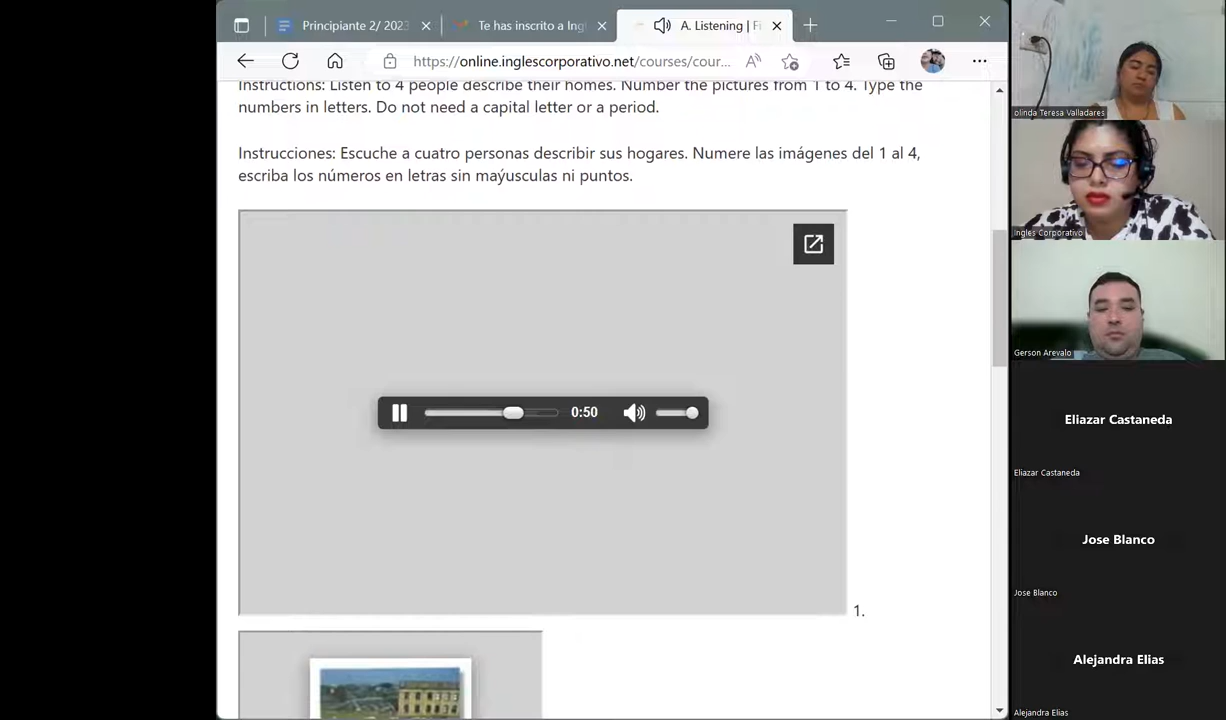 Principiante 2/ 2023
Te has inscrito a Ing
A. Listening | Fi
https://online.inglescorporativo.net/courses/cour...
Instructions: Listen to 4 people describe their homes. Number the pictures from 1 to 4. Type the
numbers in letters. Do not need a capital letter or a period.
Instrucciones: Escuche a cuatro personas describir sus hogares. Numere las imágenes del 1 al 4,
escriba los números en letras sin maýusculas ni puntos.
0:50
1.
olinda Teresa Valladares
Ingles Corporativo
Gerson Arevalo
Eliazar Castaneda
Eliazar Castaneda
Jose Blanco
Jose Blanco
Alejandra Elias
Alejandra Elias